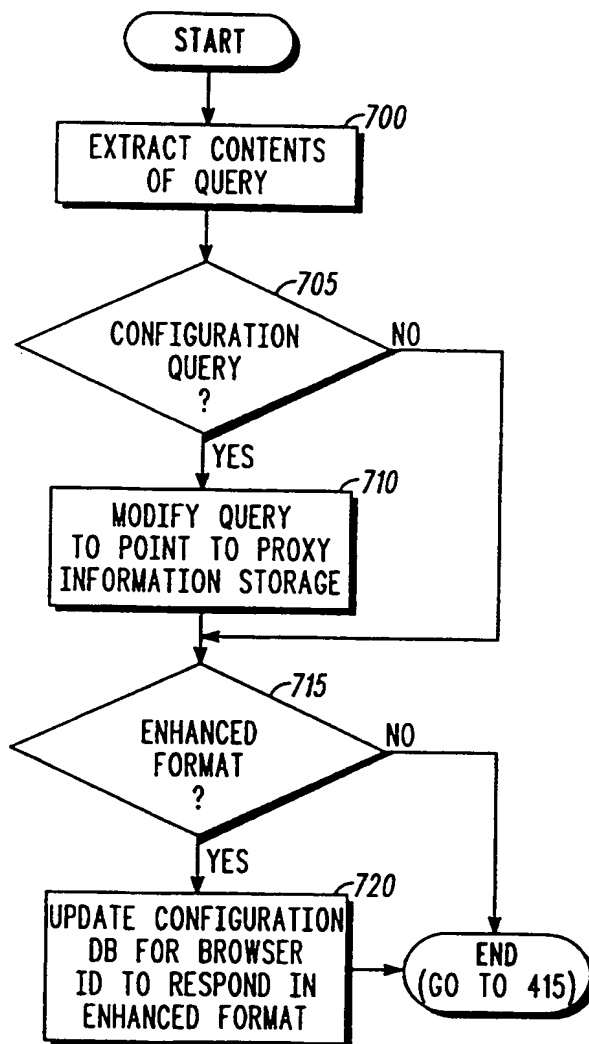 START
700
EXTRACT CONTENTS
OF QUERY
705
CONFIGURATION
QUERY
?
NO
YES
710
MODIFY QUERY
TO POINT TO PROXY
INFORMATION STORAGE
715
ENHANCED
FORMAT
?
NO
YES
720
UPDATE CONFIGURATION
DB FOR BROWSER
ID TO RESPOND IN
ENHANCED FORMAT
END
(GO TO 415)